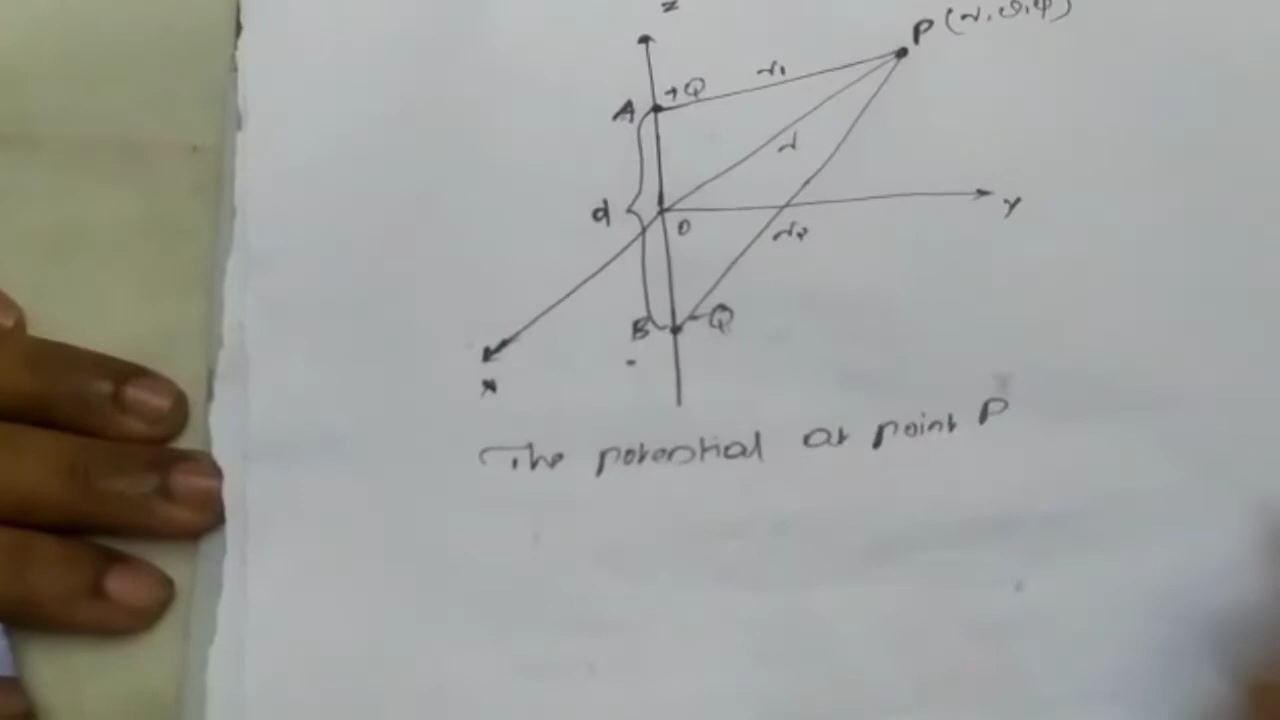 z
P (r, θ, φ)
A +Q r1
r
d
O
Y
r2
B -Q
x
The potential at point P